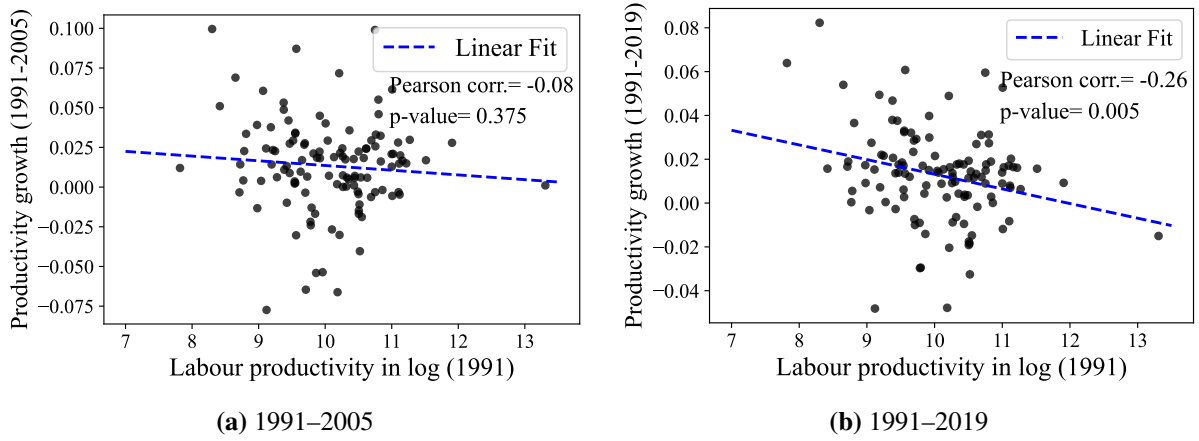 Productivity growth (1991-2005)
0.100
0.075
0.050
0.025
0.000
−0.025
−0.050
−0.075
Linear Fit
Pearson corr.= -0.08
p-value= 0.375
7 8 9 10 11 12 13
Labour productivity in log (1991)
(a) 1991–2005
Productivity growth (1991-2019)
0.08
0.06
0.04
0.02
0.00
−0.02
−0.04
Linear Fit
Pearson corr.= -0.26
p-value= 0.005
7 8 9 10 11 12 13
Labour productivity in log (1991)
(b) 1991–2019